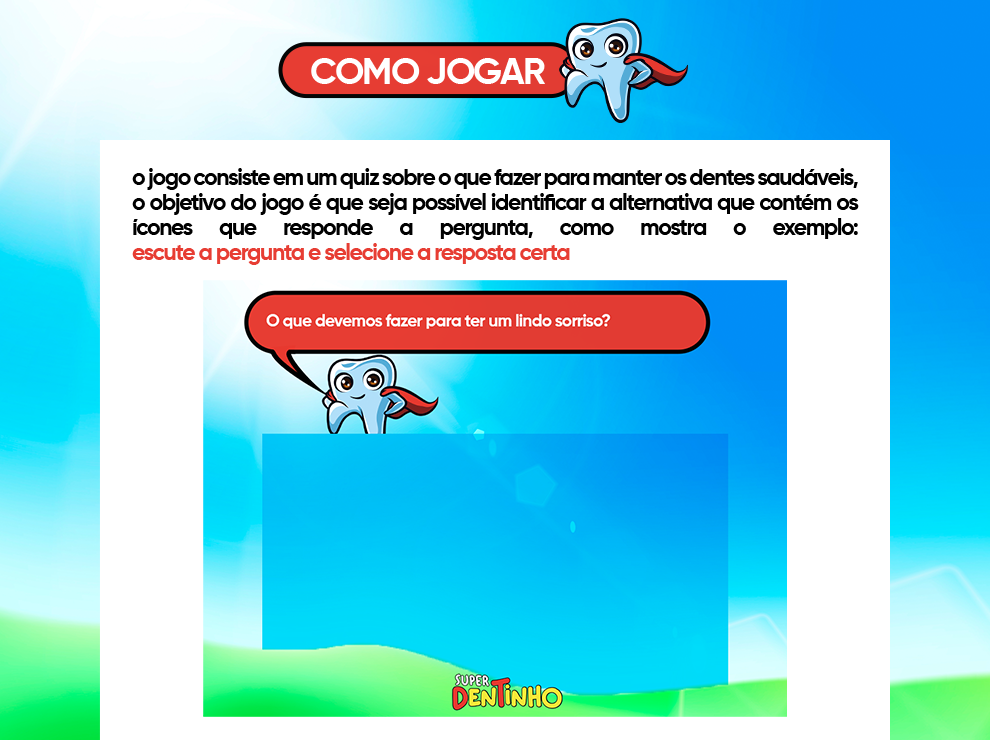 COMO JOGAR
o jogo consiste em um quiz sobre o que fazer para manter os dentes saudáveis,
o objetivo do jogo é que seja possível identificar a alternativa que contém os
ícones que responde a pergunta, como mostra o exemplo:
escute a pergunta e selecione a resposta certa
O que devemos fazer para ter um lindo sorriso?
SUPER
DENTINHO